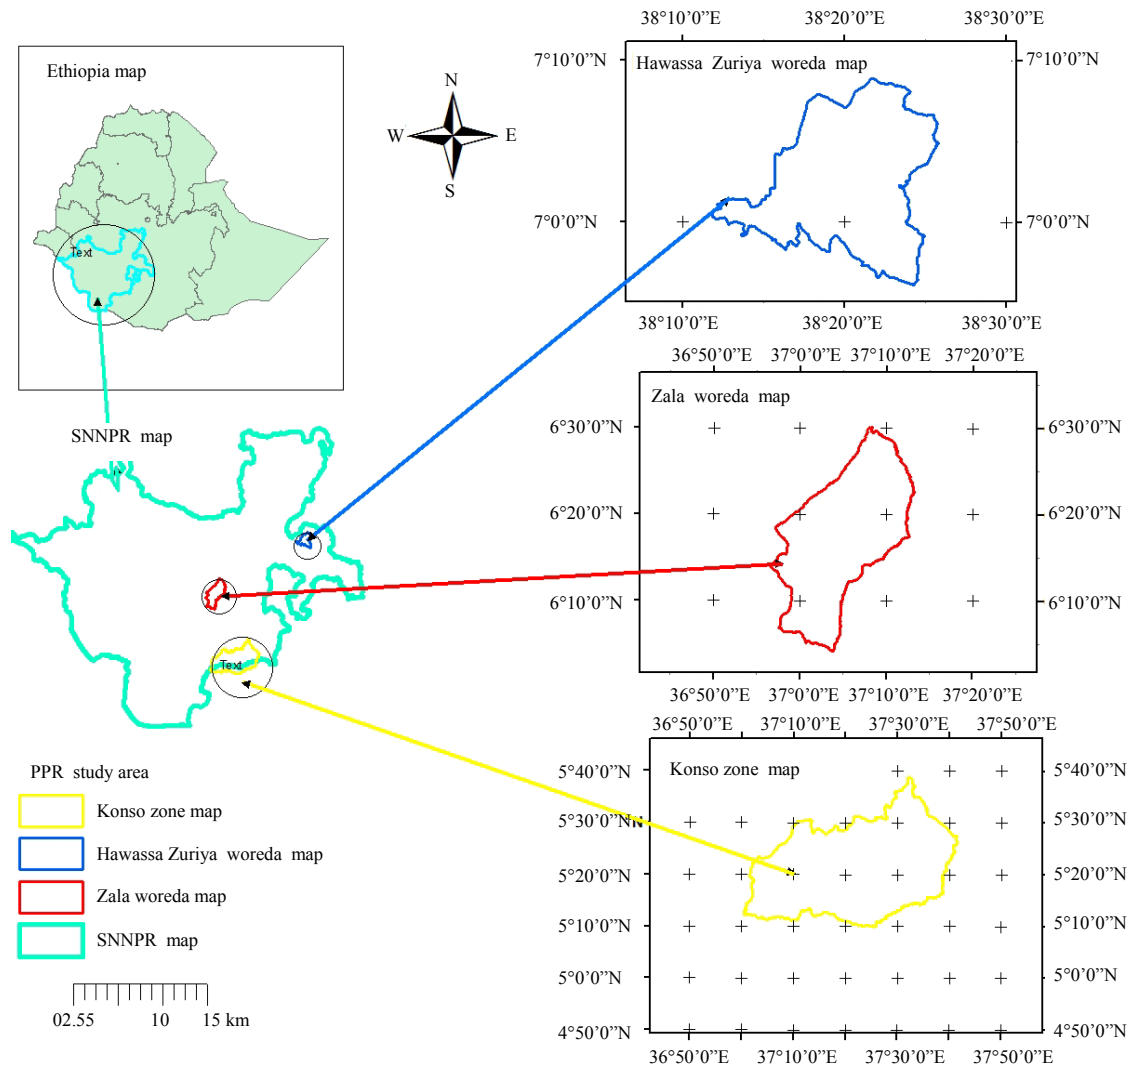 Ethiopia map
Text
N
W
E
S
38°10’0”E 38°20’0”E 38°30’0”E
7°10’0”N
Hawassa Zuriya woreda map
7°10’0”N
7°0’0”N
7°0’0”N
38°10’0”E 38°20’0”E 38°30’0”E
36°50’0”E 37°0’0”E 37°10’0”E 37°20’0”E
Zala woreda map
6°30’0”N
6°30’0”N
6°20’0”N
6°20’0”N
6°10’0”N
6°10’0”N
36°50’0”E 37°0’0”E 37°10’0”E 37°20’0”E
SNNPR map
Text
36°50’0”E 37°10’0”E 37°30’0”E 37°50’0”E
Konso zone map
5°40’0”N
5°40’0”N
5°30’0”N
5°30’0”N
5°20’0”N
5°20’0”N
5°10’0”N
5°10’0”N
5°0’0”N
5°0’0”N
4°50’0”N
4°50’0”N
36°50’0”E 37°10’0”E 37°30’0”E 37°50’0”E
PPR study area
Konso zone map
Hawassa Zuriya woreda map
Zala woreda map
SNNPR map
02.55 10 15 km